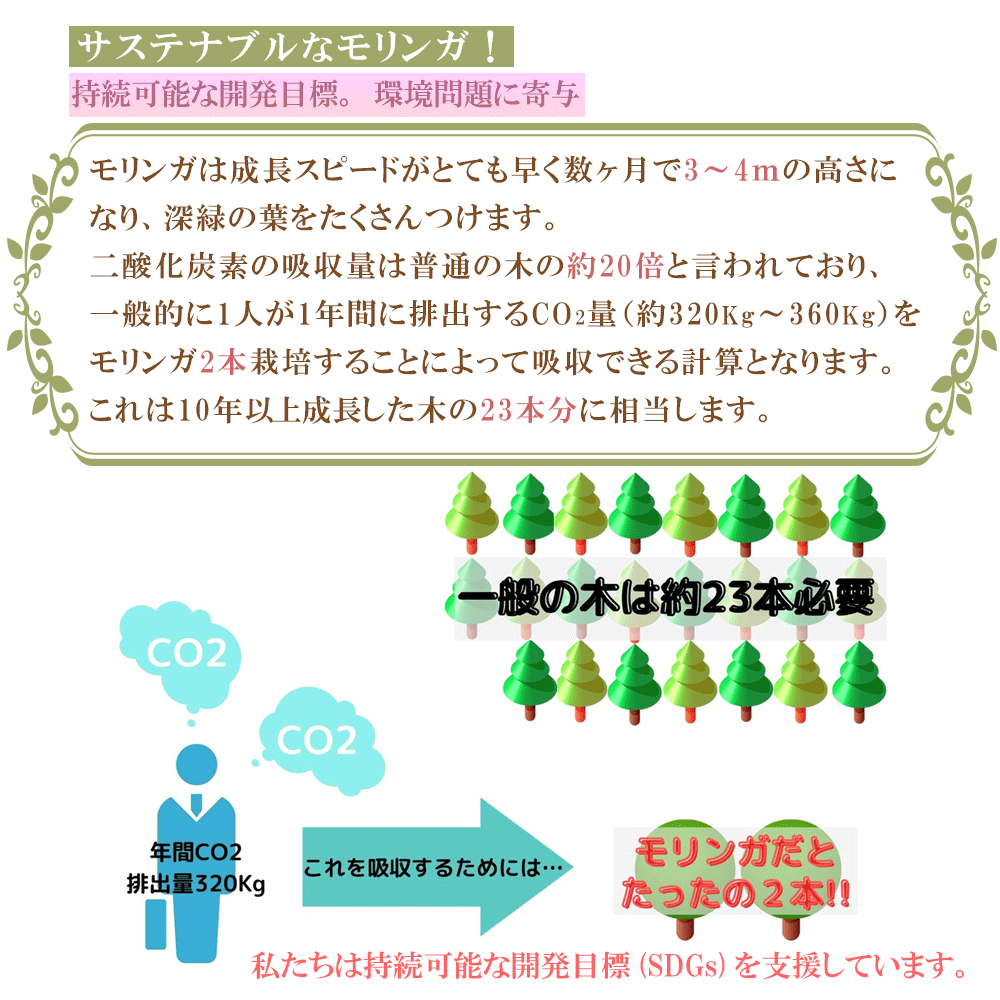 サステナブルなモリンガ！
持続可能な開発目標。 環境問題に寄与
モリンガは成長スピードがとても早く数ヶ月で3〜4mの高さに
なり、深緑の葉をたくさんつけます。
二酸化炭素の吸収量は普通の木の約20倍と言われており、
一般的に1人が1年間に排出するCO2量（約320Kg〜360Kg）を
モリンガ2本栽培することによって吸収できる計算となります。
これは10年以上成長した木の23本分に相当します。
一般の木は約23本必要
CO2
CO2
年間CO2
排出量320Kg
これを吸収するためには…
モリンガだと
たったの２本!!
私たちは持続可能な開発目標 (SDGs) を支援しています。